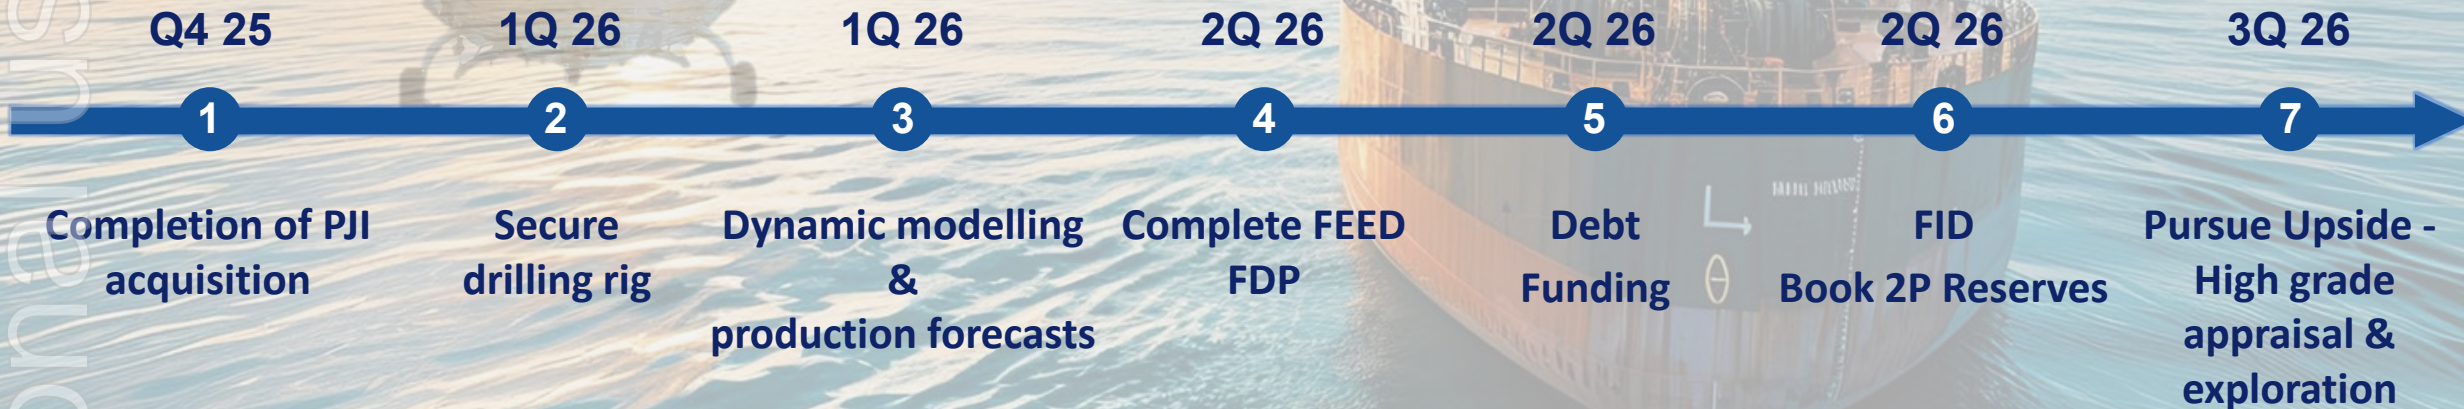 Q4 25
1Q 26
1Q 26
2Q 26
2Q 26
2Q 26
3Q 26
1
2
3
4
5
6
7
Completion of PJI
acquisition
Secure
drilling rig
Dynamic modelling
&
production forecasts
Complete FEED
FDP
Debt
Funding
FID
Book 2P Reserves
Pursue Upside -
High grade
appraisal &
exploration